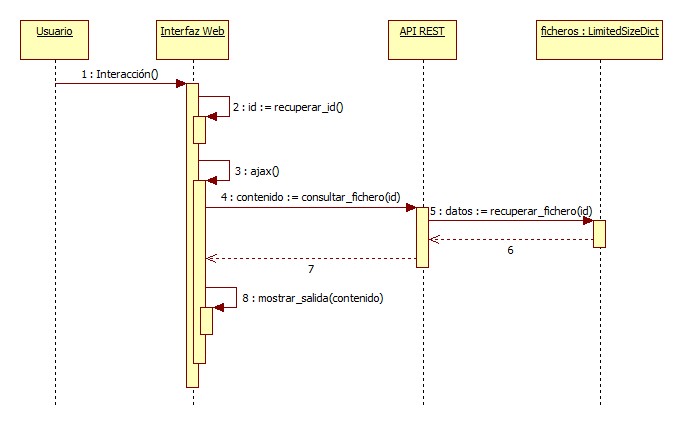 Usuario
Interfaz Web
API REST
ficheros : LimitedSizeDict
1 : Interacción()
2 : id := recuperar_id()
3 : ajax()
4 : contenido := consultar_fichero(id)
5 : datos := recuperar_fichero(id)
6
7
8 : mostrar_salida(contenido)